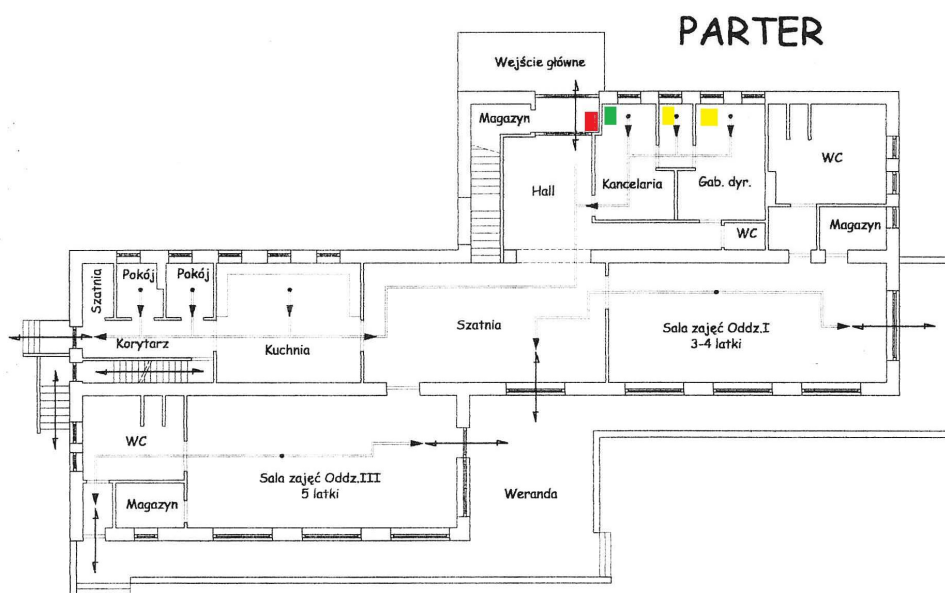 PARTER
Wejście główne
Magazyn
WC
Hall
Kancelaria
Gab. dyr.
WC
Magazyn
Szatnia
Pokój
Pokój
Korytarz
Kuchnia
Szatnia
Sala zajęć Oddz.I
3-4 latki
WC
Sala zajęć Oddz.III
5 latki
Magazyn
Weranda